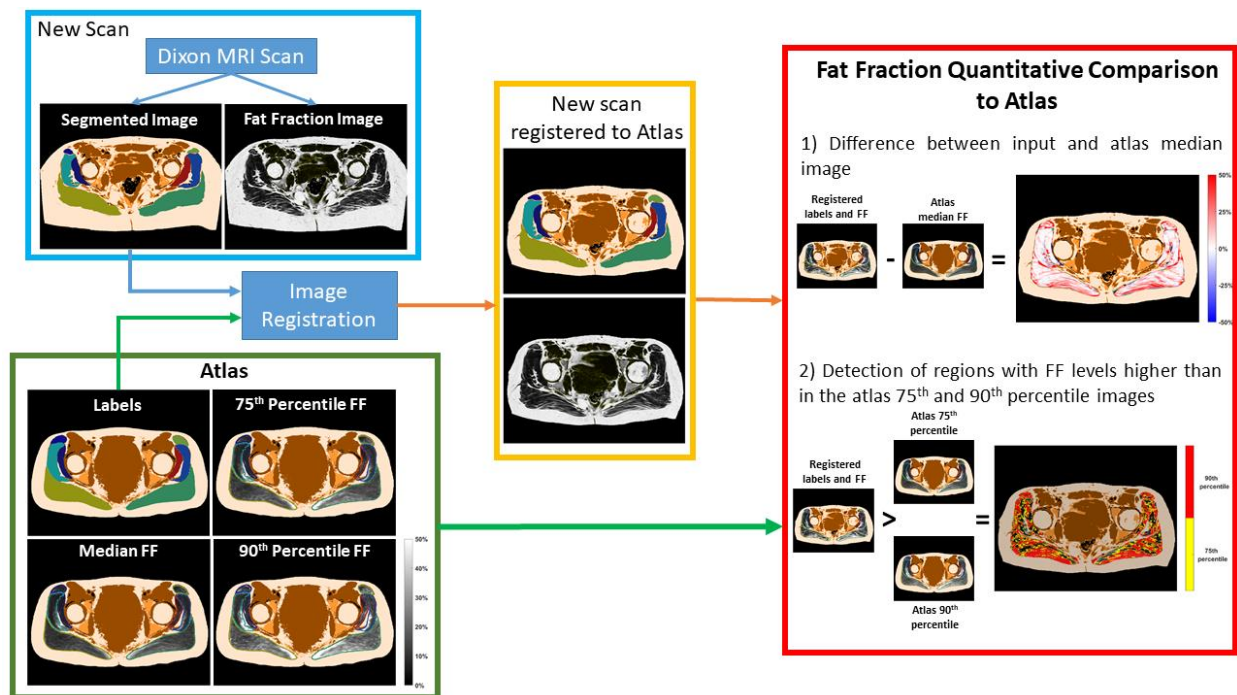 New Scan
Dixon MRI Scan
Segmented Image
Fat Fraction Image
Image
Registration
Atlas
Labels
75th Percentile FF
Median FF
90th Percentile FF
50%
40%
30%
20%
10%
0%
New scan
registered to Atlas
Fat Fraction Quantitative Comparison
to Atlas
1) Difference between input and atlas median
image
Registered
labels and FF
-
Atlas
median FF
=
50%
25%
0%
-25%
-50%
2) Detection of regions with FF levels higher than
in the atlas 75th and 90th percentile images
Atlas 75th
percentile
Registered
labels and FF
>
=
Atlas 90th
percentile
90th
percentile
75th
percentile